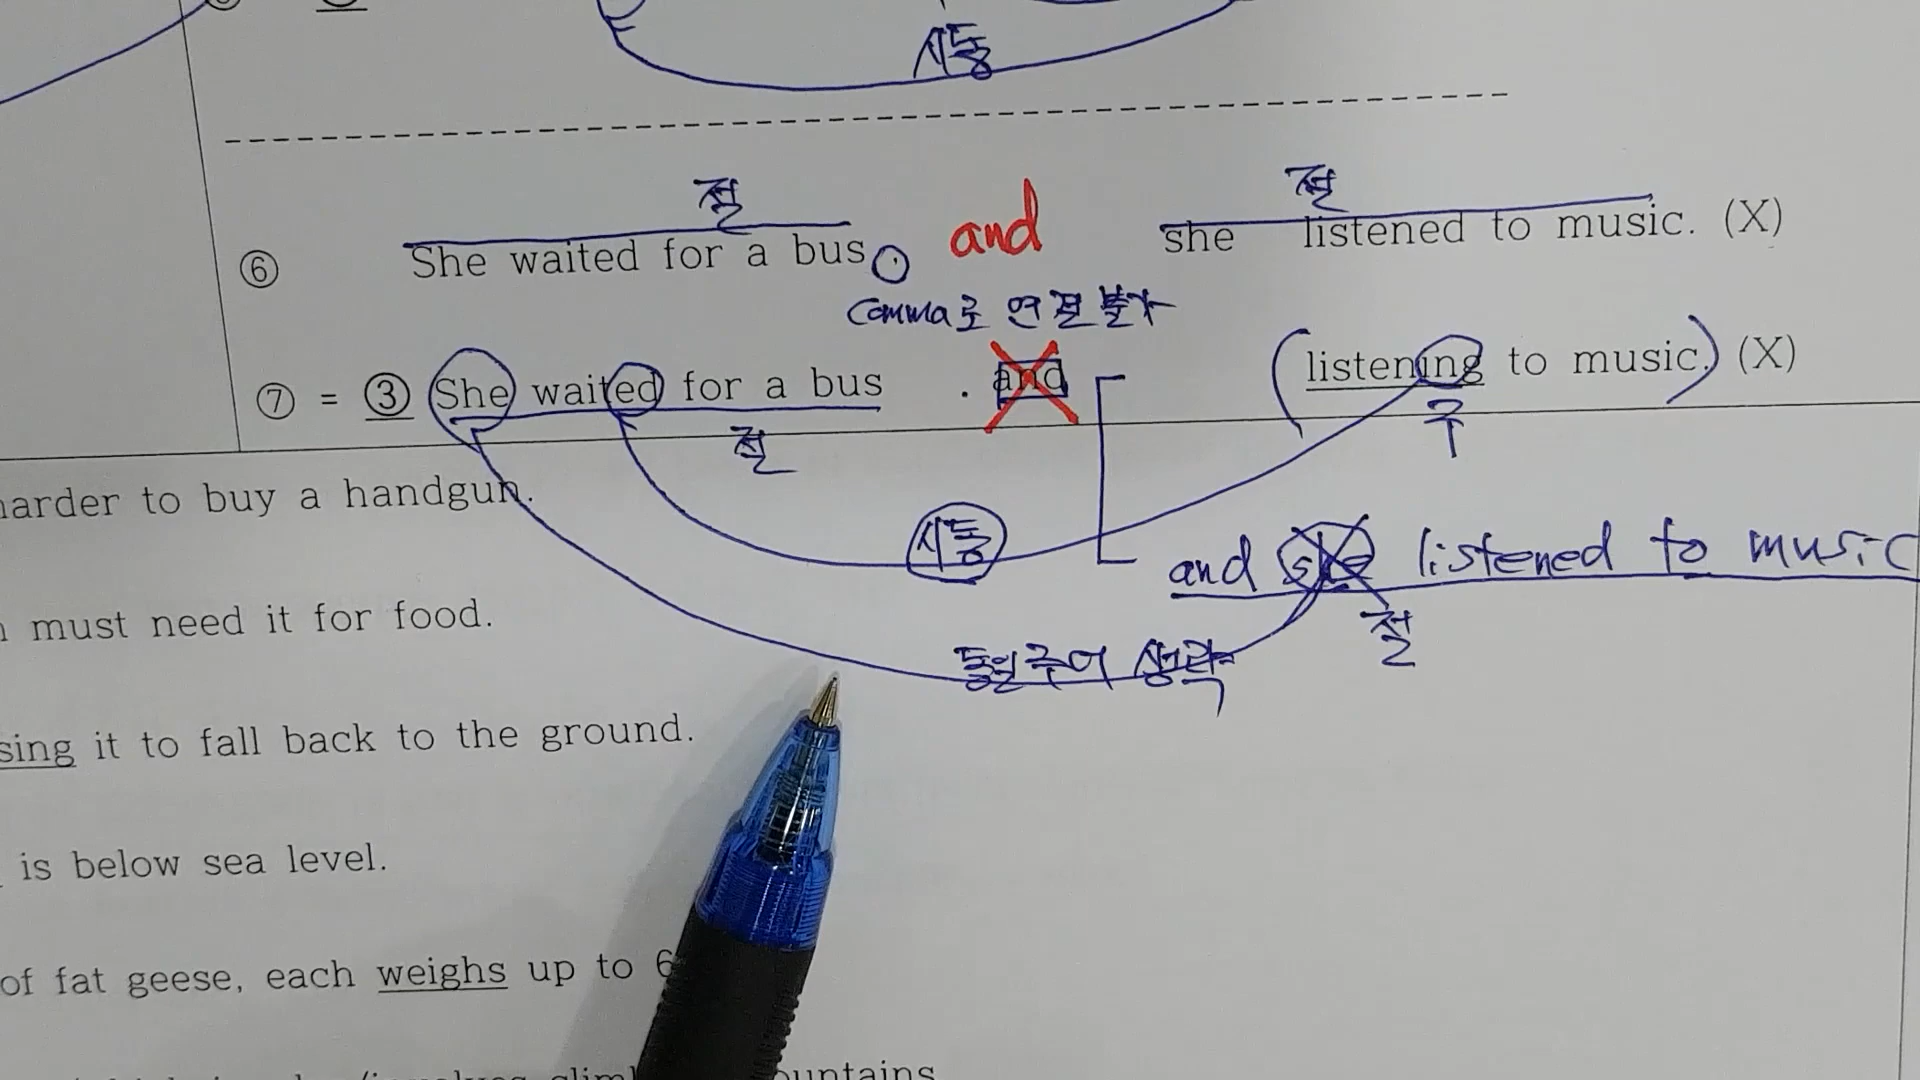 시동
절 절
⑥ She waited for a bus. and she listened to music. (X)
Comma로 연결 불가
⑦ = ③ She waited for a bus . and listening to music. (X)
절 구
시동
and she listened to music
절
동일주어 생략
harder to buy a handgun.
must need it for food.
sing it to fall back to the ground.
is below sea level.
of fat geese, each weighs up to 6